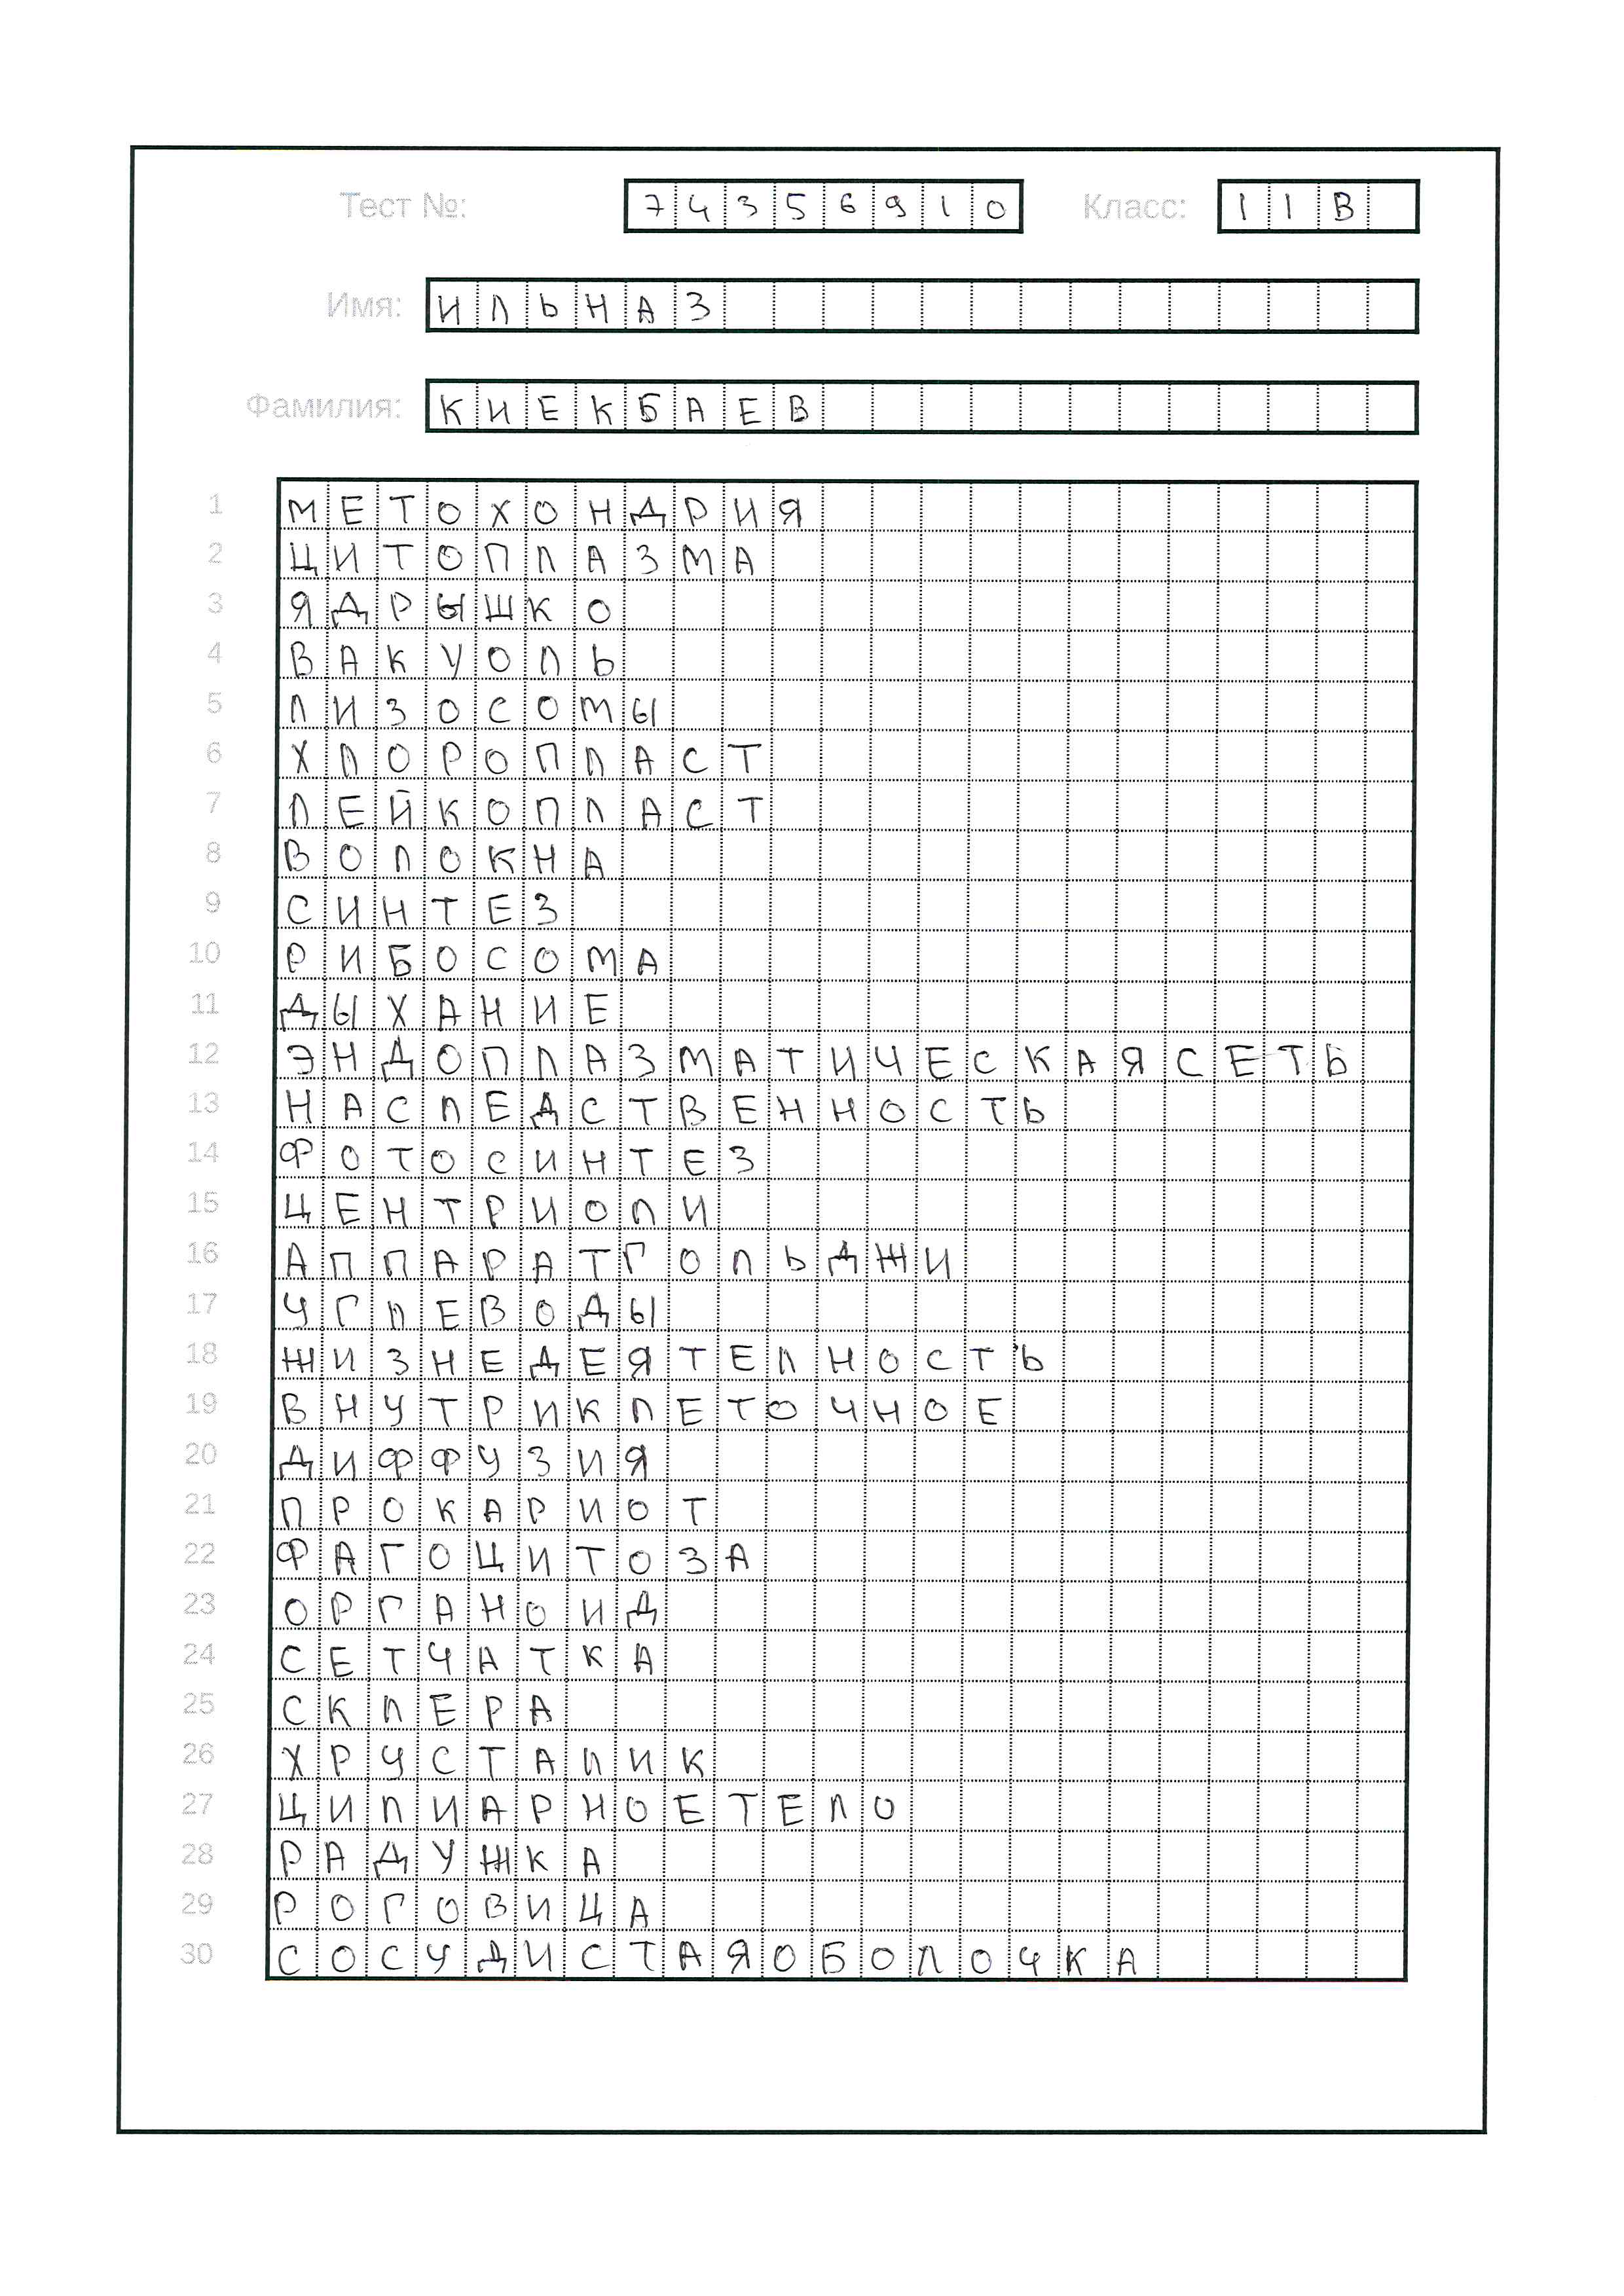 Тест №: 74356910 Класс: 11В
Имя: ИЛЬНАЗ
Фамилия: КИЕКБАЕВ
1 МЕТОХОНДРИЯ
2 ЦИТОПЛАЗМА
3 ЯДРЫШКО
4 ВАКУОЛЬ
5 ЛИЗОСОМЫ
6 ХЛОРОПЛАСТ
7 ЛЕЙКОПЛАСТ
8 ВОЛОКНА
9 СИНТЕЗ
10 РИБОСОМА
11 ДЫХАНИЕ
12 ЭНДОПЛАЗМАТИЧЕСКАЯСЕТЬ
13 НАСЛЕДСТВЕННОСТЬ
14 ФОТОСИНТЕЗ
15 ЦЕНТРИОЛИ
16 АППАРАТГОЛЬДЖИ
17 УГЛЕВОДЫ
18 ЖИЗНЕДЕЯТЕЛНОСТЬ
19 ВНУТРИКЛЕТОЧНОЕ
20 ДИФФУЗИЯ
21 ПРОКАРИОТ
22 ФАГОЦИТОЗА
23 ОРГАНОИД
24 СЕТЧАТКА
25 СКЛЕРА
26 ХРУСТАЛИК
27 ЦИЛИАРНОЕТЕЛО
28 РАДУЖКА
29 РОГОВИЦА
30 СОСУДИСТАЯОБОЛОЧКА